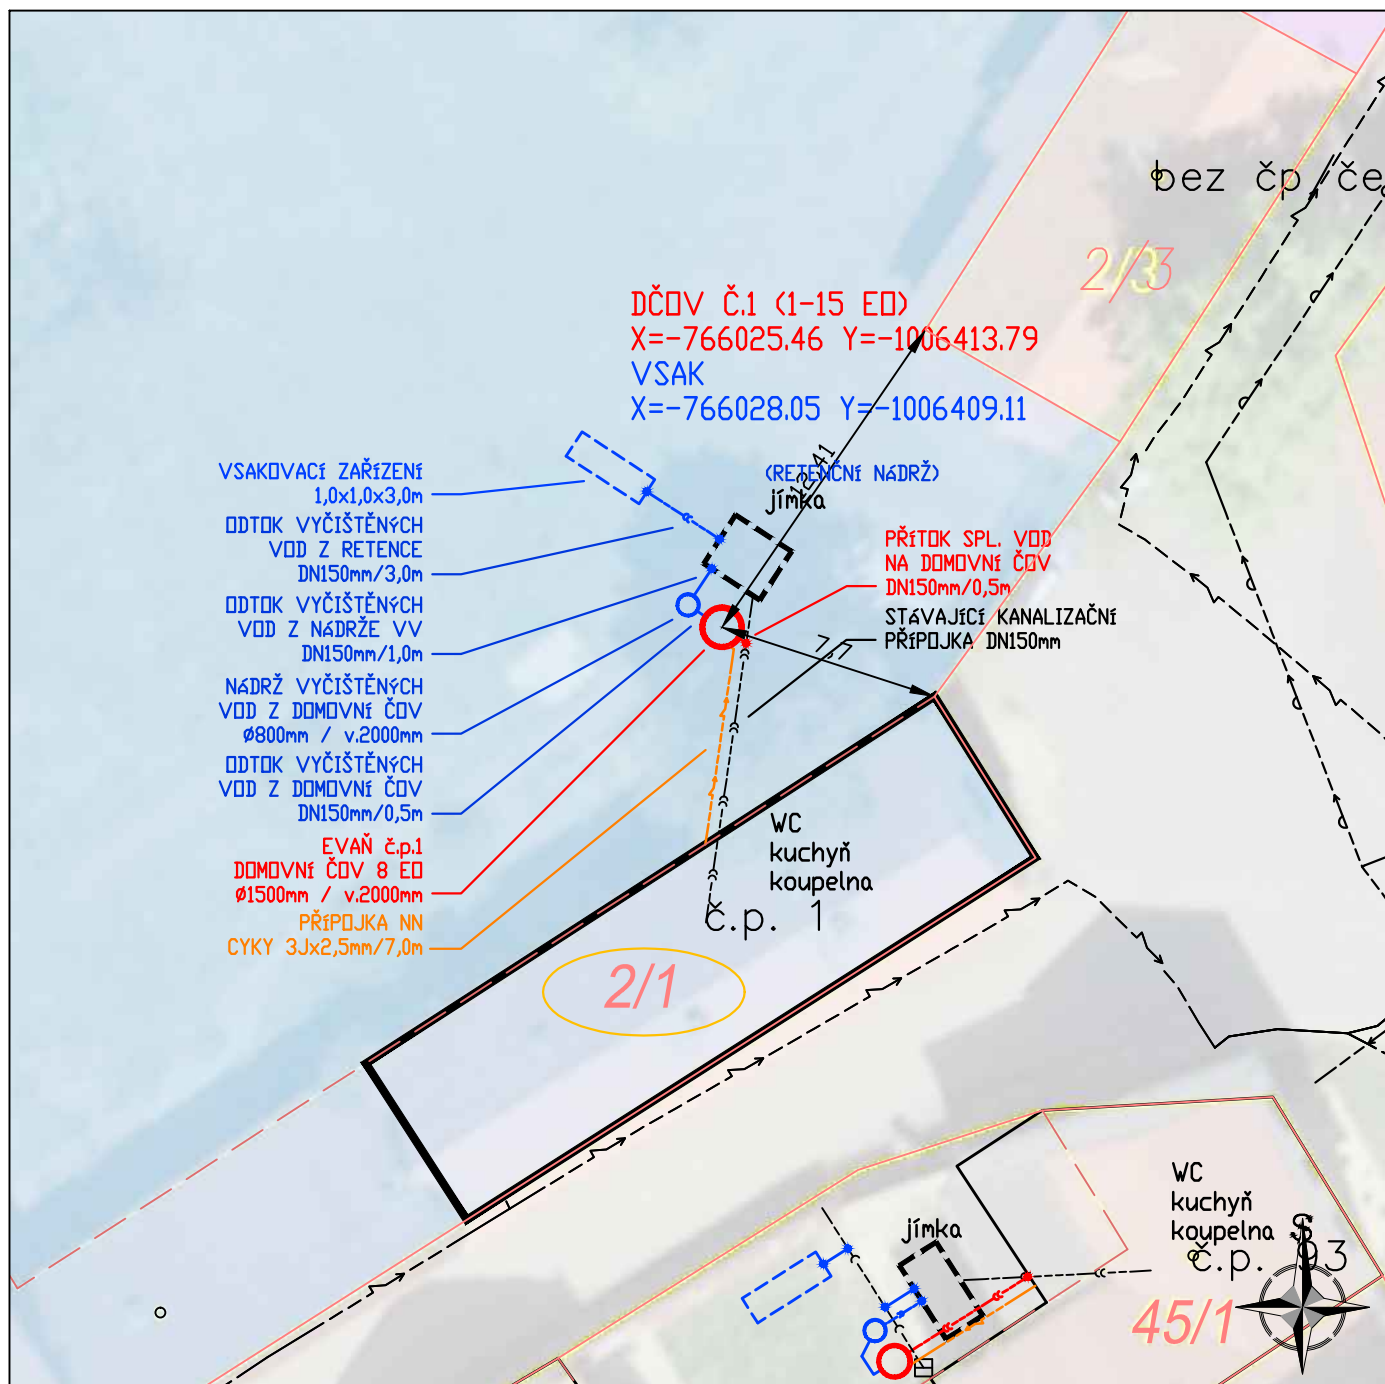 bez čp če
2/3
DČOV Č.1 (1-15 EO)
X=-766025.46 Y=-1006413.79
VSAK
X=-766028.05 Y=-1006409.11
12,41
(RETENČNÍ NÁDRŽ)
jímka
VSAKOVACÍ ZAŘÍZENÍ
1,0x1,0x3,0m
ODTOK VYČIŠTĚNÝCH
VOD Z RETENCE
DN150mm/3,0m
ODTOK VYČIŠTĚNÝCH
VOD Z NÁDRŽE VV
DN150mm/1,0m
NÁDRŽ VYČIŠTĚNÝCH
VOD Z DOMOVNÍ ČOV
Ø800mm / v.2000mm
ODTOK VYČIŠTĚNÝCH
VOD Z DOMOVNÍ ČOV
DN150mm/0,5m
EVAŇ č.p.1
DOMOVNÍ ČOV 8 EO
Ø1500mm / v.2000mm
PŘÍPOJKA NN
CYKY 3Jx2,5mm/7,0m
PŘÍTOK SPL. VOD
NA DOMOVNÍ ČOV
DN150mm/0,5m
STÁVAJÍCÍ KANALIZAČNÍ
PŘÍPOJKA DN150mm
7,7
WC
kuchyň
koupelna
č.p. 1
2/1
WC
kuchyň
koupelna
č.p. 93
jímka
45/1
S